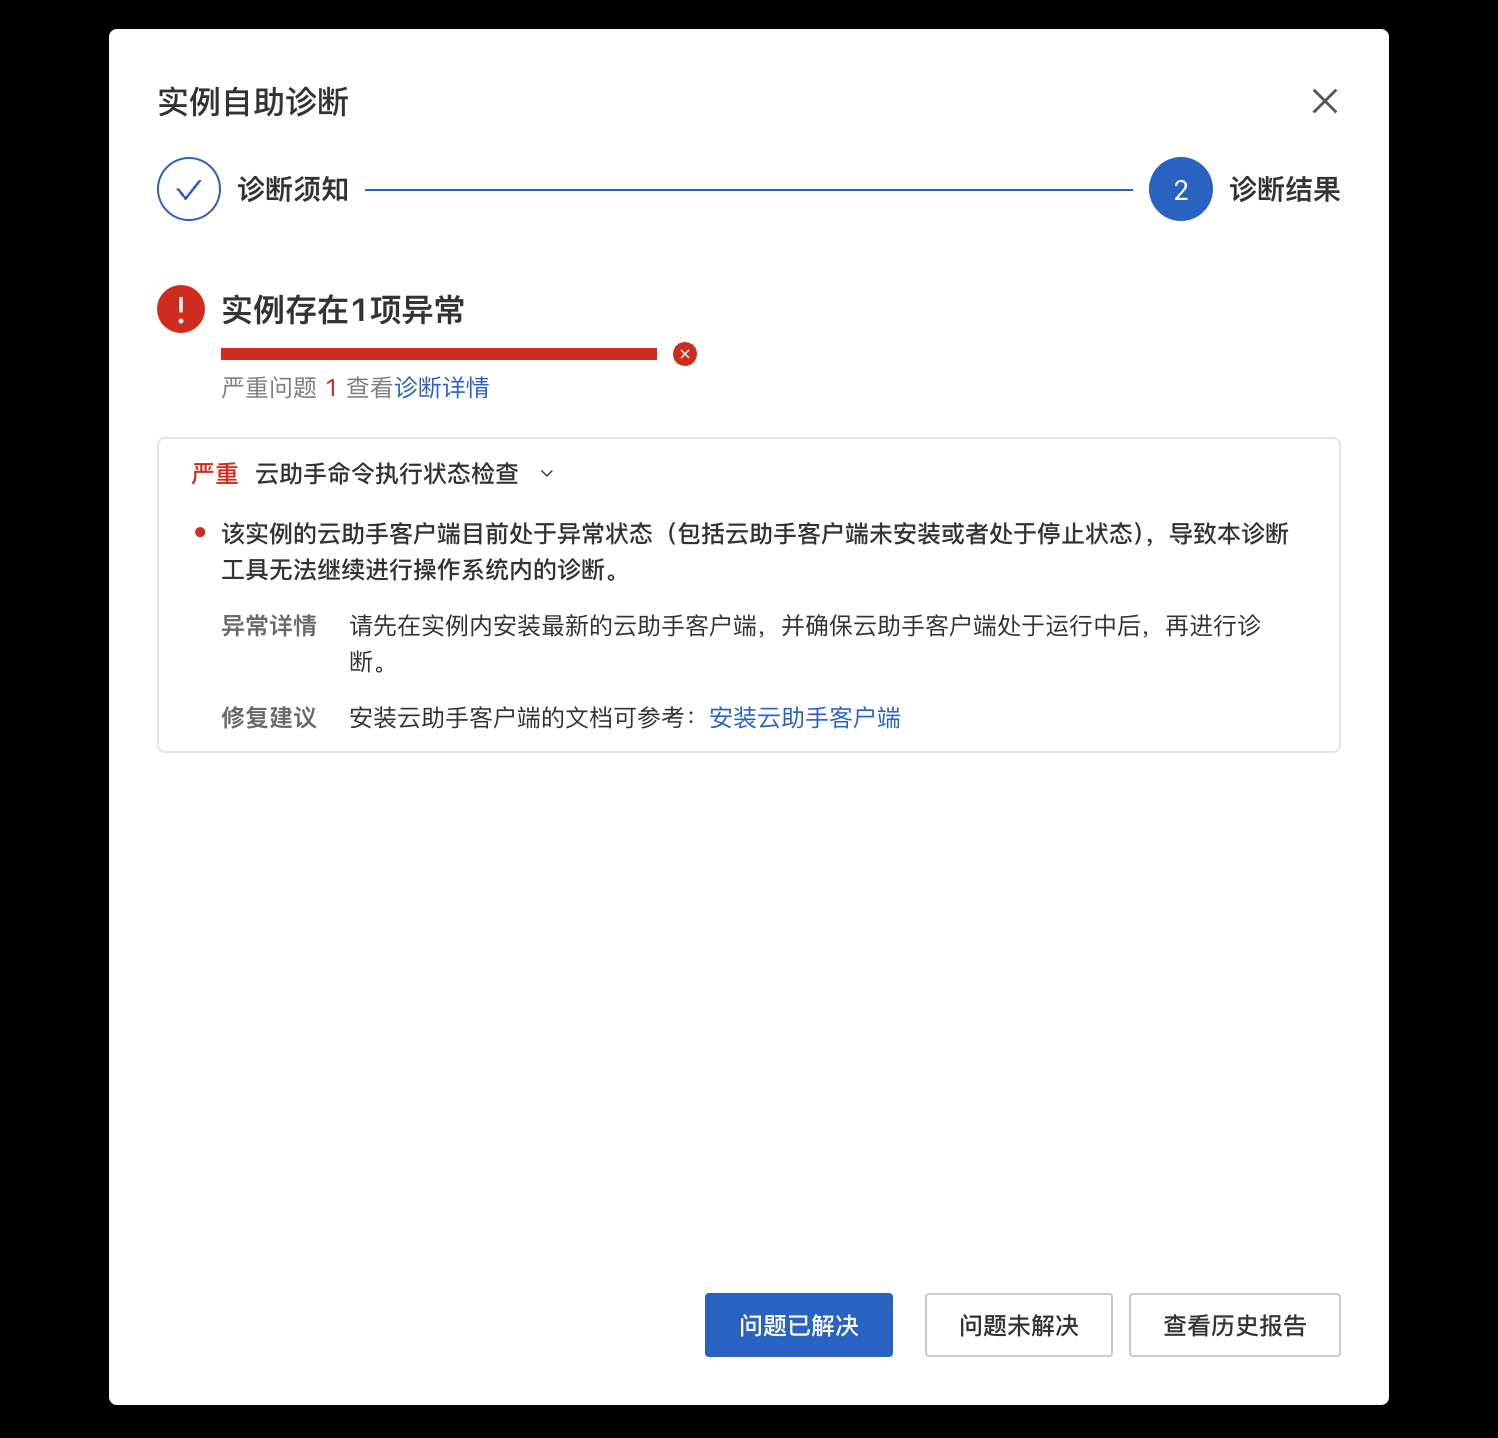 实例自助诊断
诊断须知
2 诊断结果
实例存在1项异常
严重问题 1 查看诊断详情
严重 云助手命令执行状态检查
该实例的云助手客户端目前处于异常状态（包括云助手客户端未安装或者处于停止状态），导致本诊断
工具无法继续进行操作系统内的诊断。
异常详情 请先在实例内安装最新的云助手客户端，并确保云助手客户端处于运行中后，再进行诊
断。
修复建议 安装云助手客户端的文档可参考：安装云助手客户端
问题已解决 问题未解决 查看历史报告